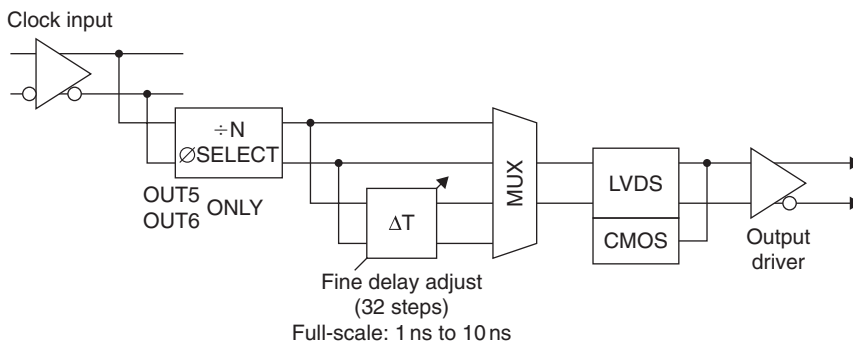 Clock input
÷N
∅SELECT
OUT5
OUT6
ONLY
ΔT
MUX
LVDS
CMOS
Output
driver
Fine delay adjust
(32 steps)
Full-scale: 1 ns to 10 ns